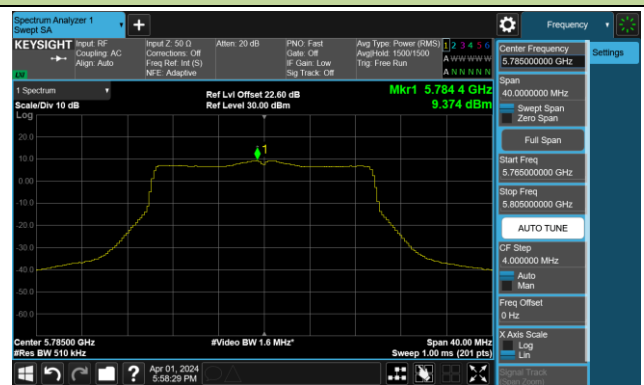 Spectrum Analyzer 1
Swept SA
Frequency
KEYSIGHT
Input: RF
Coupling: AC
Align: Auto
Input Z: 50 Ω
Corrections: Off
Freq Ref: Int (S)
NFE: Adaptive
Atten: 20 dB
PNO: Fast
Gate: Off
IF Gain: Low
Sig Track: Off
Avg Type: Power (RMS)
Avg|Hold: 1500/1500
Trig: Free Run
1 2 3 4 5 6
A W W W W W
A N N N N N
LW
Center Frequency
5.785000000 GHz
Settings
Span
40.0000000 MHz
Swept Span
Zero Span
Full Span
Start Freq
5.765000000 GHz
Stop Freq
5.805000000 GHz
AUTO TUNE
CF Step
4.000000 MHz
Auto
Man
Freq Offset
0 Hz
X Axis Scale
Log
Lin
Signal Track
(Span Zoom)
1 Spectrum
Scale/Div 10 dB
Log
Ref Lvl Offset 22.60 dB
Ref Level 30.00 dBm
Mkr1 5.784 4 GHz
9.374 dBm
1
20.0
10.0
0.00
-10.0
-20.0
-30.0
-40.0
-50.0
-60.0
Center 5.78500 GHz
#Res BW 510 kHz
#Video BW 1.6 MHz*
Span 40.00 MHz
Sweep 1.00 ms (201 pts)
Apr 01, 2024
5:58:29 PM